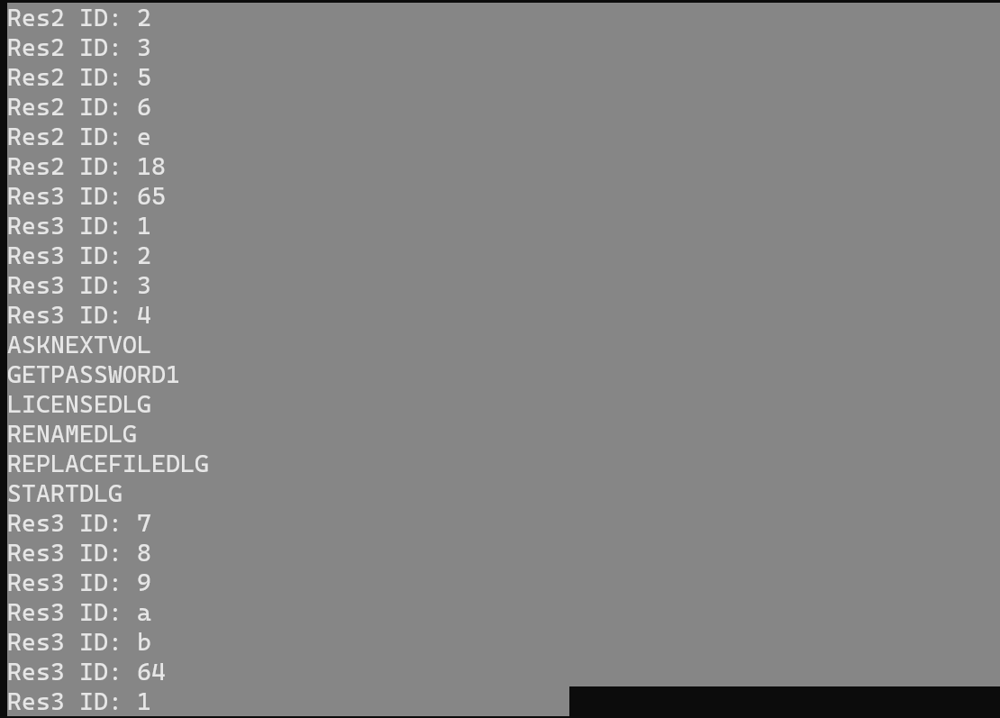 Res2 ID: 2
Res2 ID: 3
Res2 ID: 5
Res2 ID: 6
Res2 ID: e
Res2 ID: 18
Res3 ID: 65
Res3 ID: 1
Res3 ID: 2
Res3 ID: 3
Res3 ID: 4
ASKNEXTVOL
GETPASSWORD1
LICENSEDLG
RENAMEDLG
REPLACEFILEDLG
STARTDLG
Res3 ID: 7
Res3 ID: 8
Res3 ID: 9
Res3 ID: a
Res3 ID: b
Res3 ID: 64
Res3 ID: 1